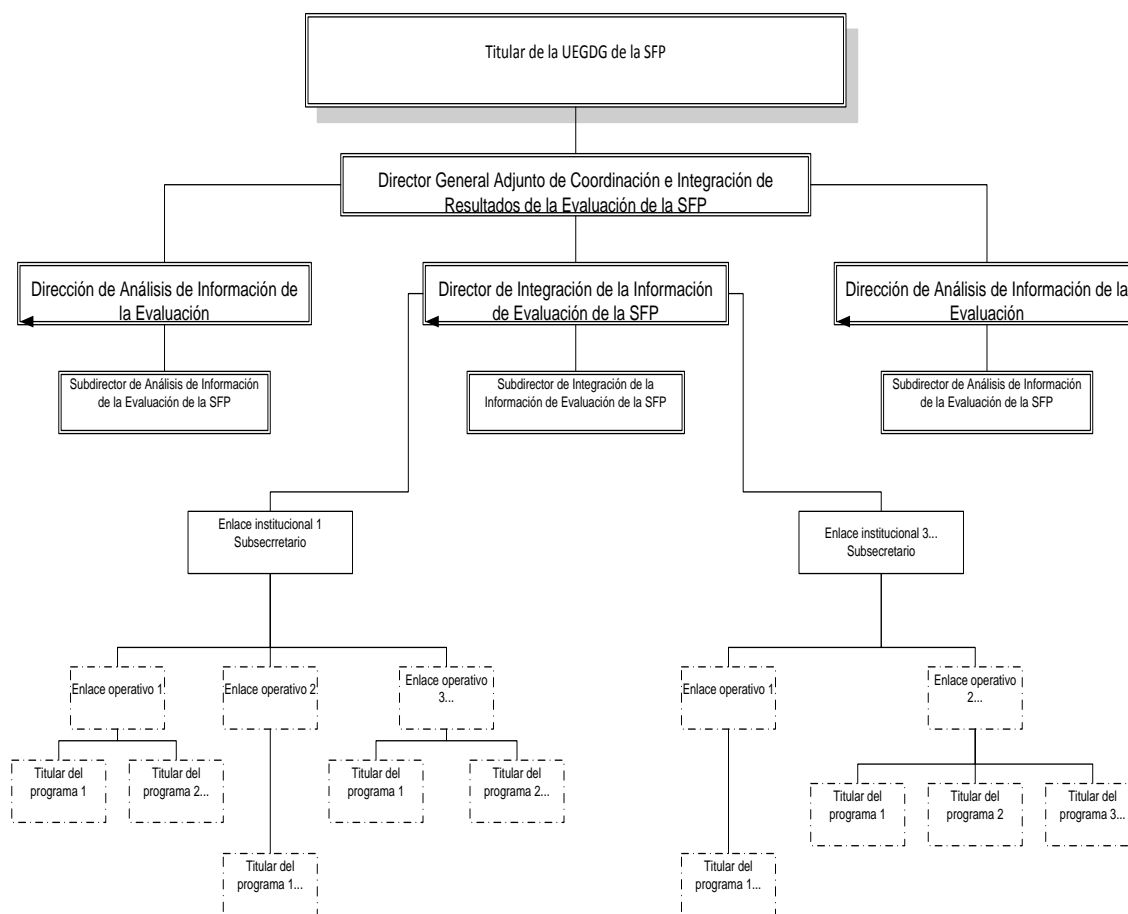 Titular de la UEGDG de la SFP
Director General Adjunto de Coordinación e Integración de
Resultados de la Evaluación de la SFP
Dirección de Análisis de Información de
la Evaluación
Director de Integración de la Información
de Evaluación de la SFP
Dirección de Análisis de Información de la
Evaluación
Subdirector de Análisis de Información
de la Evaluación de la SFP
Subdirector de Integración de la
Información de Evaluación de la SFP
Subdirector de Análisis de Información
de la Evaluación de la SFP
Enlace institucional 1
Subsecrretario
Enlace institucional 3...
Subsecretario
Enlace operativo 1
Enlace operativo 2
Enlace operativo
3...
Enlace operativo 1
Enlace operativo
2...
Titular del
programa 1
Titular del
programa 2...
Titular del
programa 1
Titular del
programa 2...
Titular del
programa 1
Titular del
programa 2
Titular del
programa 3...
Titular del
programa 1...
Titular del
programa 1...